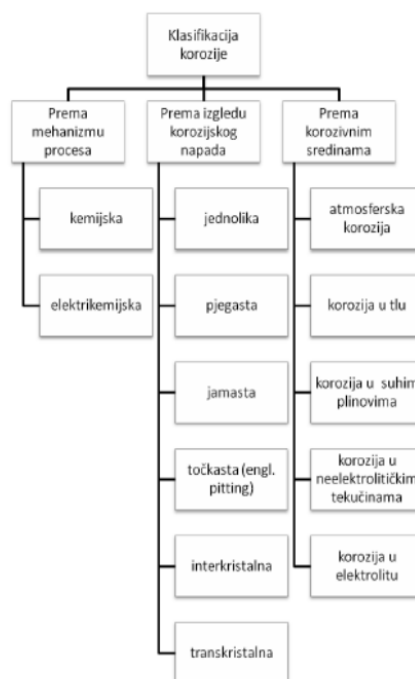 Klasifikacija
korozije
Prema
mehanizmu
procesa
kemijska
elektrikemijska
Prema izgledu
korozijskog
napada
jednolika
pjegasta
jamasta
točkasta (engl.
pitting)
interkristalna
transkristalna
Prema
korozivnim
sredinama
atmosferska
korozija
korozija u tlu
korozija u suhim
plinovima
korozija u
neelektrolitičkim
tekućinama
korozija u
elektrolitu